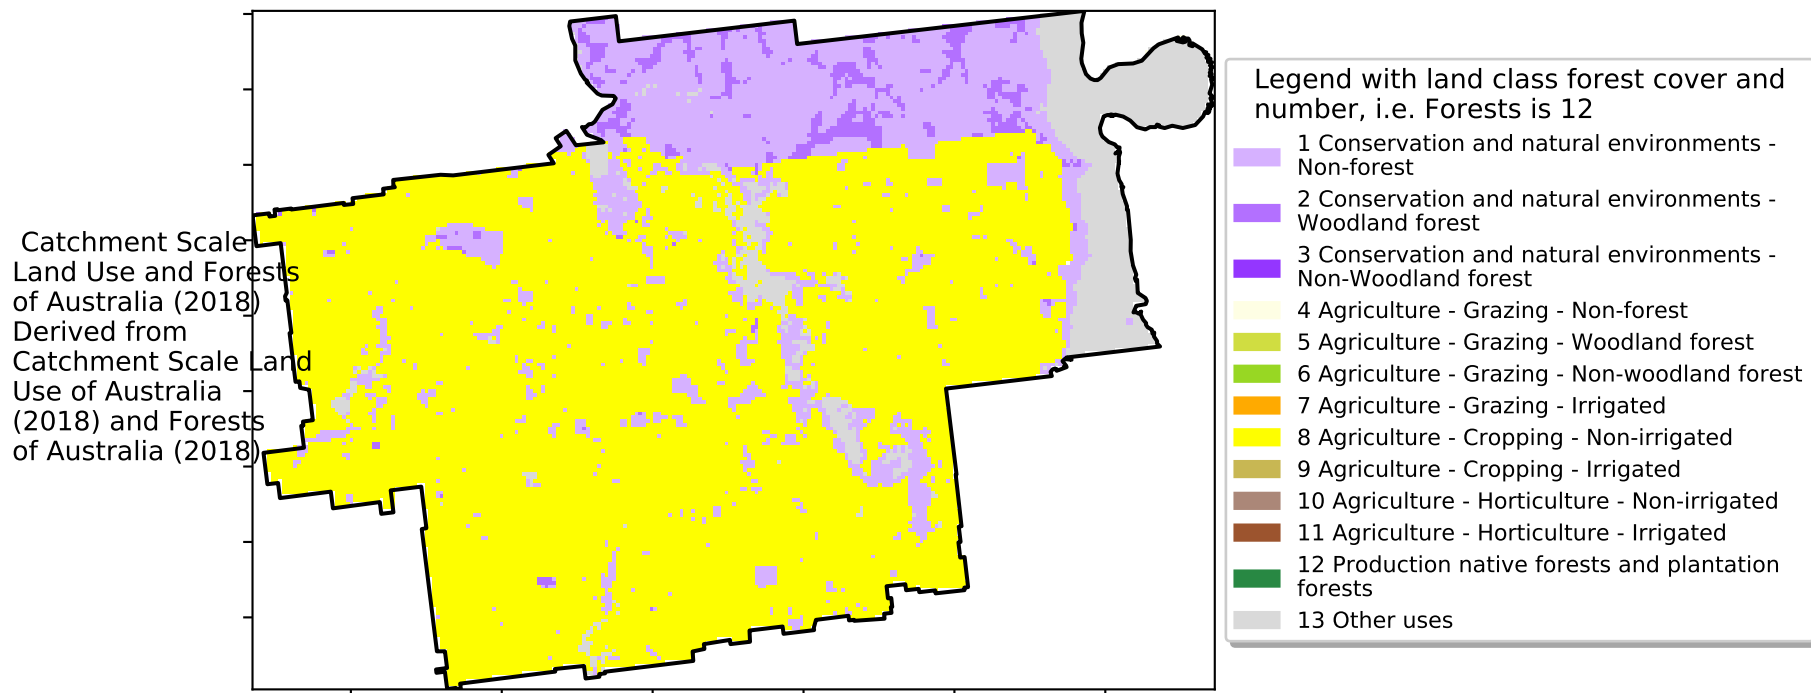 Catchment Scale
Land Use and Forests
of Australia (2018)
Derived from
Catchment Scale Land
Use of Australia
(2018) and Forests
of Australia (2018)
Legend with land class forest cover and
number, i.e. Forests is 12
1 Conservation and natural environments -
Non-forest
2 Conservation and natural environments -
Woodland forest
3 Conservation and natural environments -
Non-Woodland forest
4 Agriculture - Grazing - Non-forest
5 Agriculture - Grazing - Woodland forest
6 Agriculture - Grazing - Non-woodland forest
7 Agriculture - Grazing - Irrigated
8 Agriculture - Cropping - Non-irrigated
9 Agriculture - Cropping - Irrigated
10 Agriculture - Horticulture - Non-irrigated
11 Agriculture - Horticulture - Irrigated
12 Production native forests and plantation
forests
13 Other uses